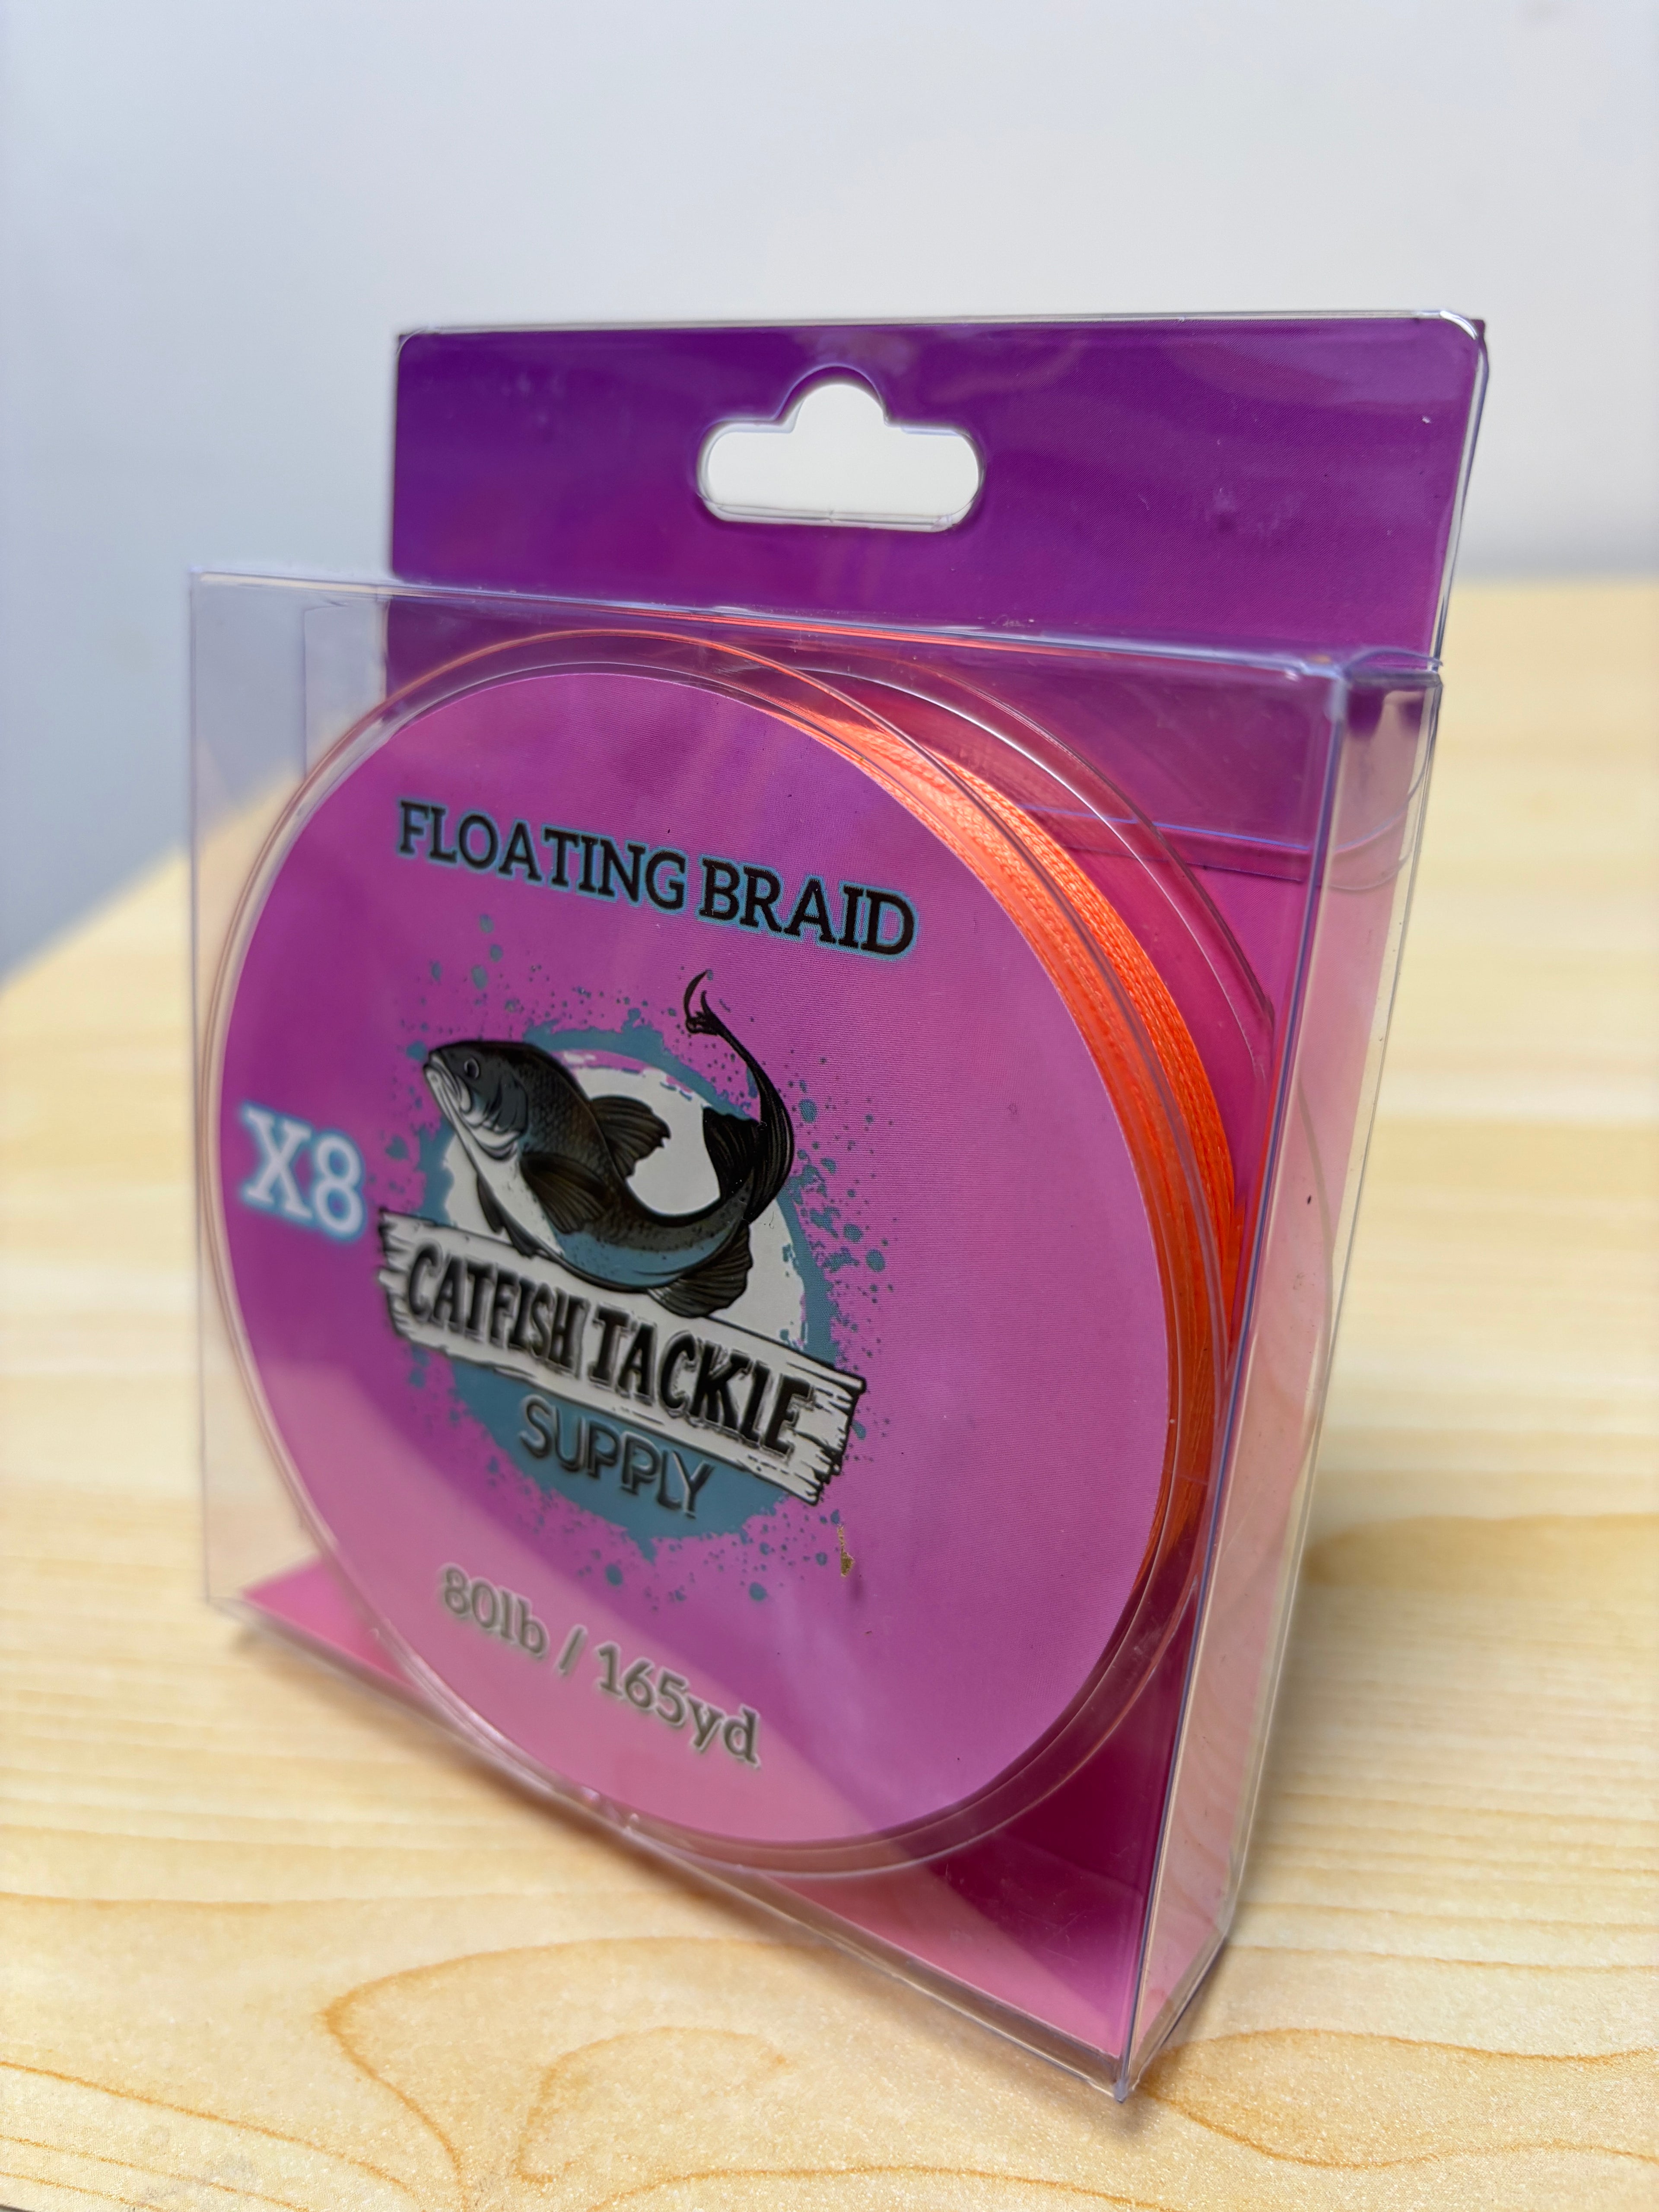 FLOATING BRAID
X8
CATFISH TACKLE
SUPPLY
80lb / 165yd